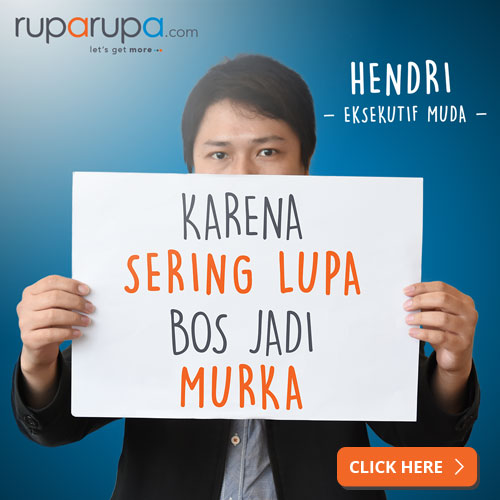 ruparupa.com
let's get more
HENDRI
– EKSEKUTIF MUDA –
KARENA
SERING LUPA
BOS JADI
MURKA
CLICK HERE >